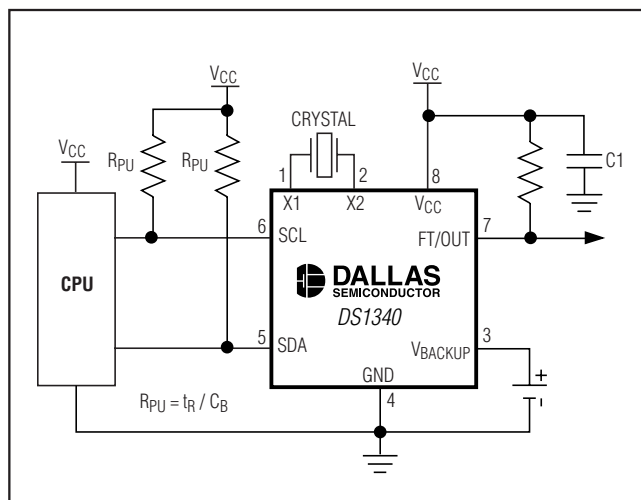 VCC
VCC
CRYSTAL
VCC
RPU
RPU
C1
1
2
8
X1
X2
VCC
6
SCL
7
FT/OUT
CPU
DALLAS
SEMICONDUCTOR
DS1340
5
SDA
3
VBACKUP
+
-
GND
4
RPU = tR / CB